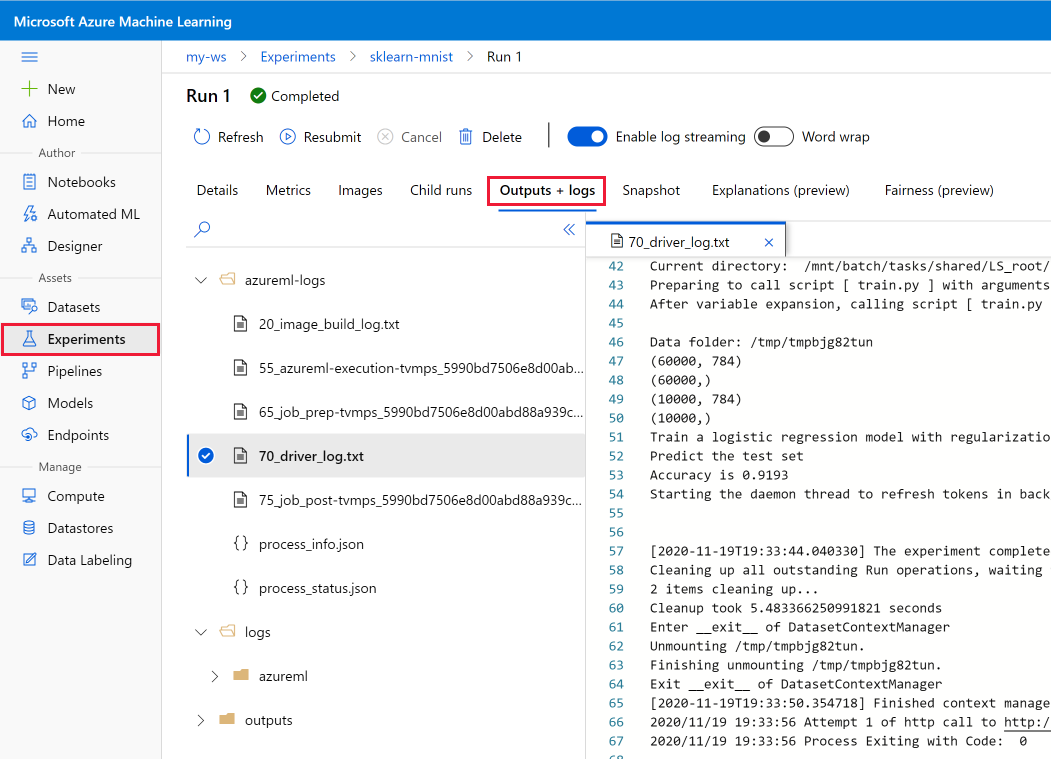 Microsoft Azure Machine Learning
my-ws > Experiments > sklearn-mnist > Run 1
New
Home
Author
Notebooks
Automated ML
Designer
Assets
Datasets
Experiments
Pipelines
Models
Endpoints
Manage
Compute
Datastores
Data Labeling
Run 1 Completed
Refresh Resubmit Cancel Delete Enable log streaming Word wrap
Details Metrics Images Child runs Outputs + logs Snapshot Explanations (preview) Fairness (preview)
azureml-logs
20_image_build_log.txt
55_azureml-execution-tvmps_5990bd7506e8d00ab...
65_job_prep-tvmps_5990bd7506e8d00abd88a939c...
70_driver_log.txt
75_job_post-tvmps_5990bd7506e8d00abd88a939c...
{} process_info.json
{} process_status.json
logs
azureml
outputs
70_driver_log.txt
42 Current directory:  /mnt/batch/tasks/shared/LS_root/
43 Preparing to call script [ train.py ] with arguments
44 After variable expansion, calling script [ train.py
45
46 Data folder: /tmp/tmpbjg82tun
47 (60000, 784)
48 (60000,)
49 (10000, 784)
50 (10000,)
51 Train a logistic regression model with regularizatio
52 Predict the test set
53 Accuracy is 0.9193
54 Starting the daemon thread to refresh tokens in back
55
56
57 [2020-11-19T19:33:44.040330] The experiment complete
58 Cleaning up all outstanding Run operations, waiting
59 2 items cleaning up...
60 Cleanup took 5.483366250991821 seconds
61 Enter __exit__ of DatasetContextManager
62 Unmounting /tmp/tmpbjg82tun.
63 Finishing unmounting /tmp/tmpbjg82tun.
64 Exit __exit__ of DatasetContextManager
65 [2020-11-19T19:33:50.354718] Finished context manage
66 2020/11/19 19:33:56 Attempt 1 of http call to http:/
67 2020/11/19 19:33:56 Process Exiting with Code:  0